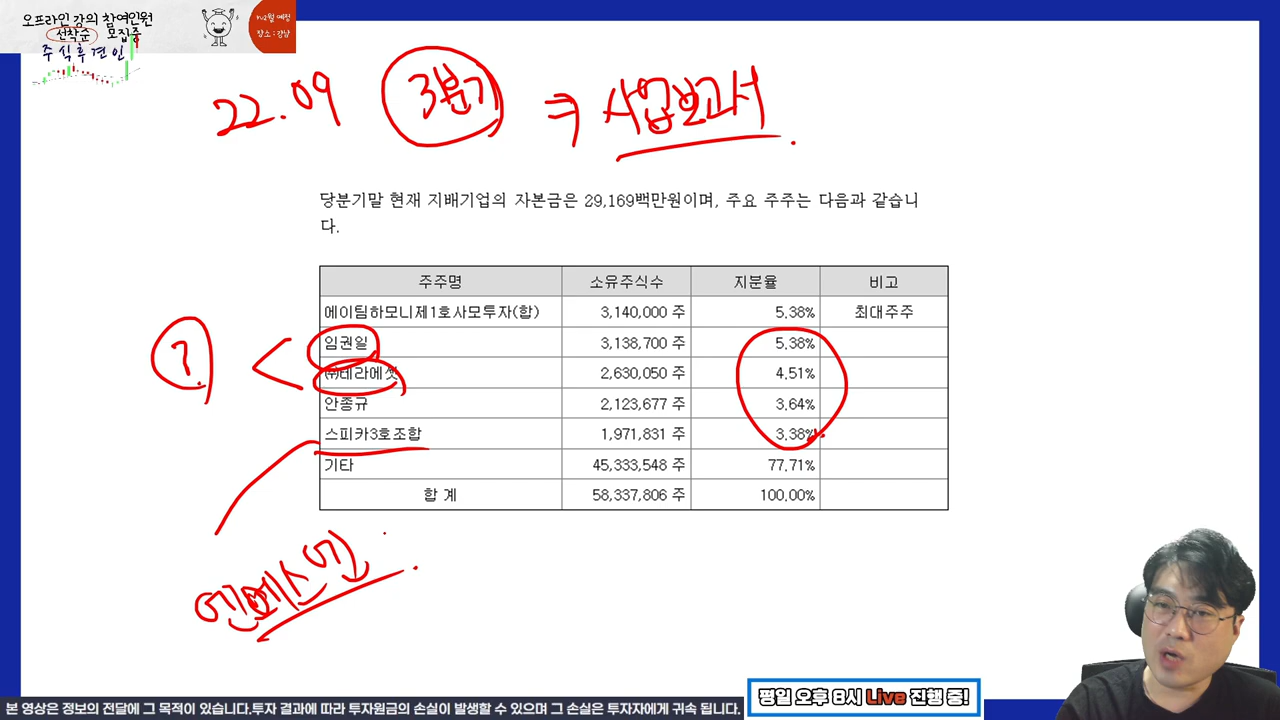 오프라인 강의 참여인원
선착순 모집중
주식후견인
11/2월 예정
장소 : 강남
22.09 3분기 => 사업보고서.
당분기말 현재 지배기업의 자본금은 29,169백만원이며, 주요 주주는 다음과 같습니
다.
주주명 소유주식수 지분율 비고
에이팀하모니제1호사모투자(합) 3,140,000 주 5.38% 최대주주
임권일 3,138,700 주 5.38%
㈜테라에셋 2,630,050 주 4.51%
안종규 2,123,677 주 3.64%
스피카3호조합 1,971,831 주 3.38%
기타 45,333,548 주 77.71%
합 계 58,337,806 주 100.00%
?
본 영상은 정보의 전달에 그 목적이 있습니다.투자 결과에 따라 투자원금의 손실이 발생할 수 있으며 그 손실은 투자자에게 귀속 됩니다.
평일 오후 8시 Live 진행 중!